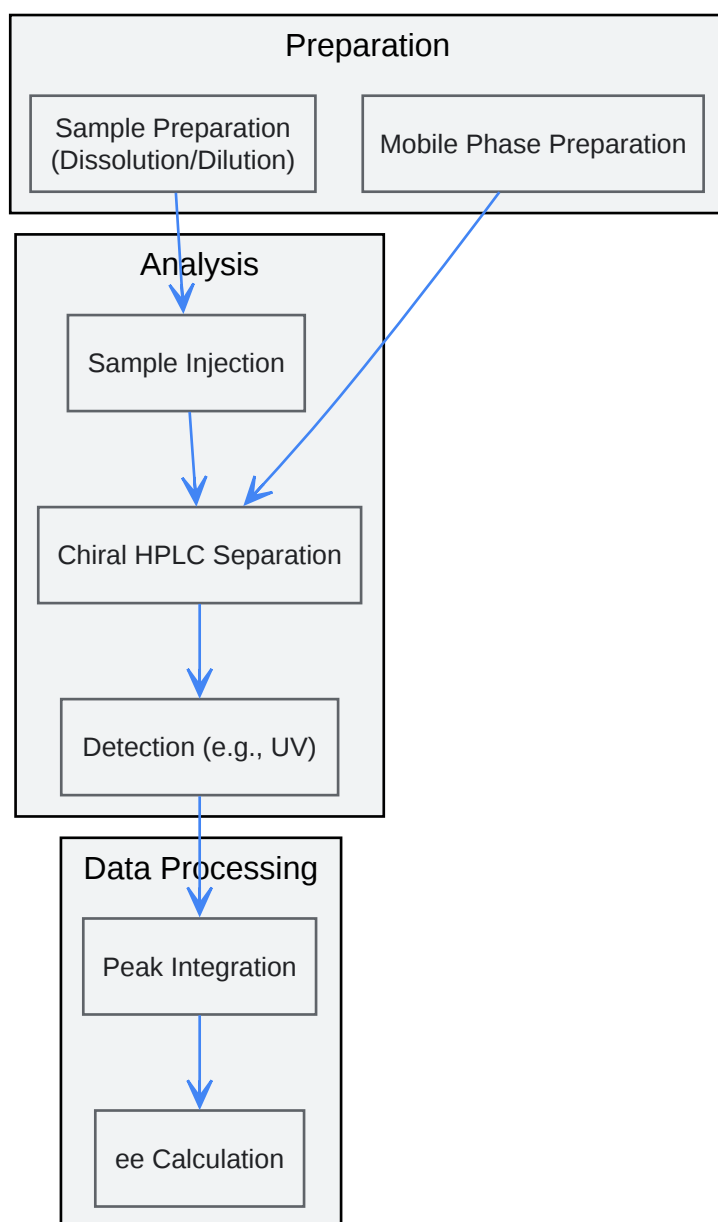 Preparation
Sample Preparation
(Dissolution/Dilution)
Mobile Phase Preparation
Analysis
Sample Injection
Chiral HPLC Separation
Detection (e.g., UV)
Data Processing
Peak Integration
ee Calculation